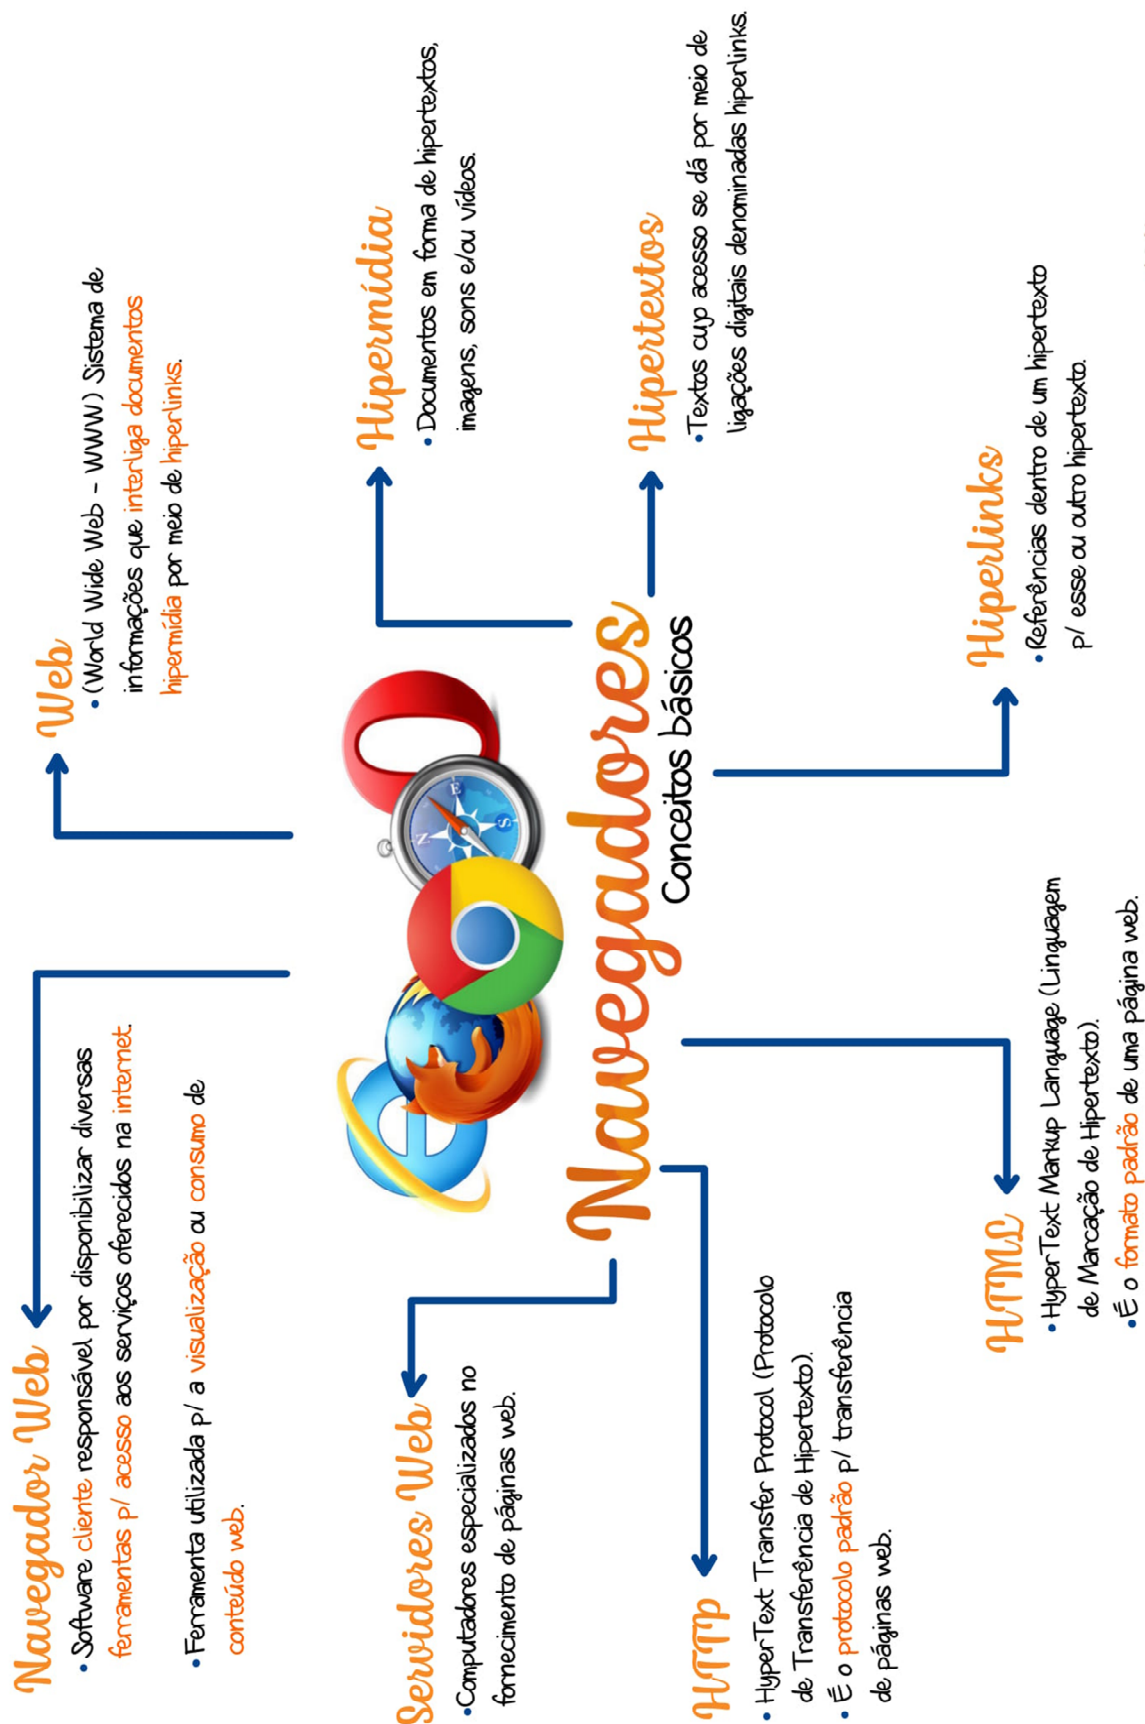 Navegador Web
• Software cliente responsável por disponibilizar diversas
ferramentas p/ acesso aos serviços oferecidos na internet.
• Ferramenta utilizada p/ a visualização ou consumo de
conteúdo web.
Web
• (World Wide Web - WWW) Sistema de
informações que interliga documentos
hipermídia por meio de hiperlinks.
Hipermídia
• Documentos em forma de hipertextos,
imagens, sons e/ou vídeos.
Servidores Web
• Computadores especializados no
fornecimento de páginas web.
N
E
S
Navegadores
Conceitos básicos
Hipertextos
• Textos cujo acesso se dá por meio de
ligações digitais denominadas hiperlinks.
HTTP
• HyperText Transfer Protocol (Protocolo
de Transferência de Hipertexto).
• É o protocolo padrão p/ transferência
de páginas web.
HTML
• HyperText Markup Language (Linguagem
de Marcação de Hipertexto).
• É o formato padrão de uma página web.
Hiperlinks
• Referências dentro de um hipertexto
p/ esse ou outro hipertexto.